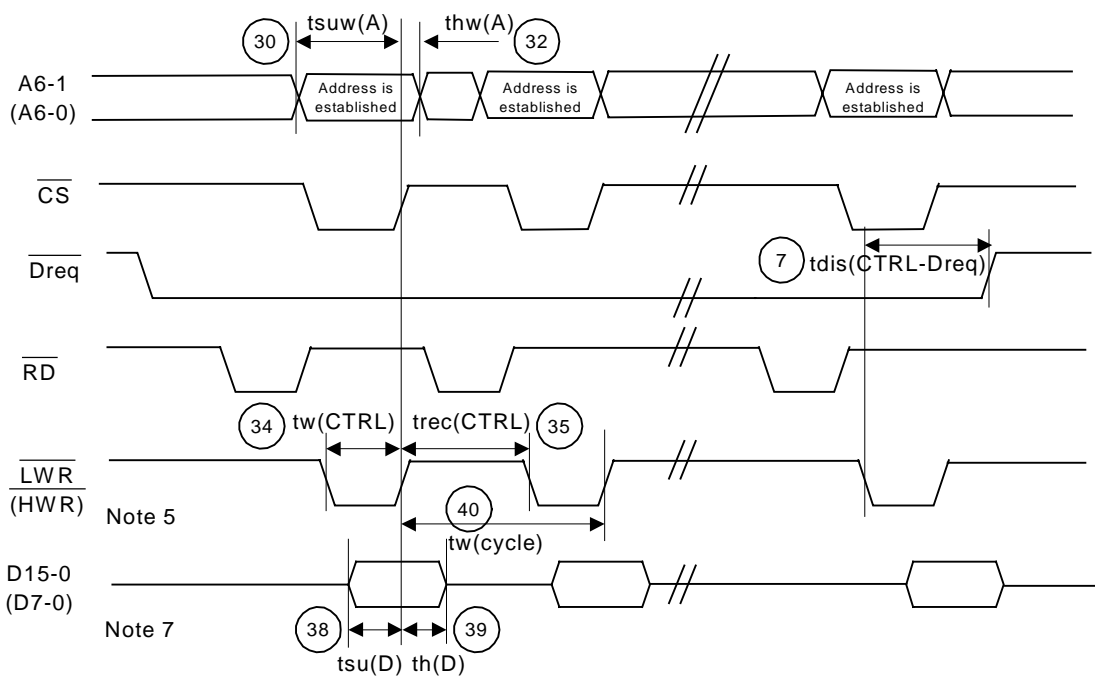 tsuw(A)
thw(A)
30
32
A6-1
(A6-0)
Address is
established
Address is
established
Address is
established
CS
Dreq
7
tdis(CTRL-Dreq)
RD
34
tw(CTRL)
trec(CTRL)
35
LWR
(HWR)
Note 5
40
tw(cycle)
D15-0
(D7-0)
Note 7
38
39
tsu(D)
th(D)